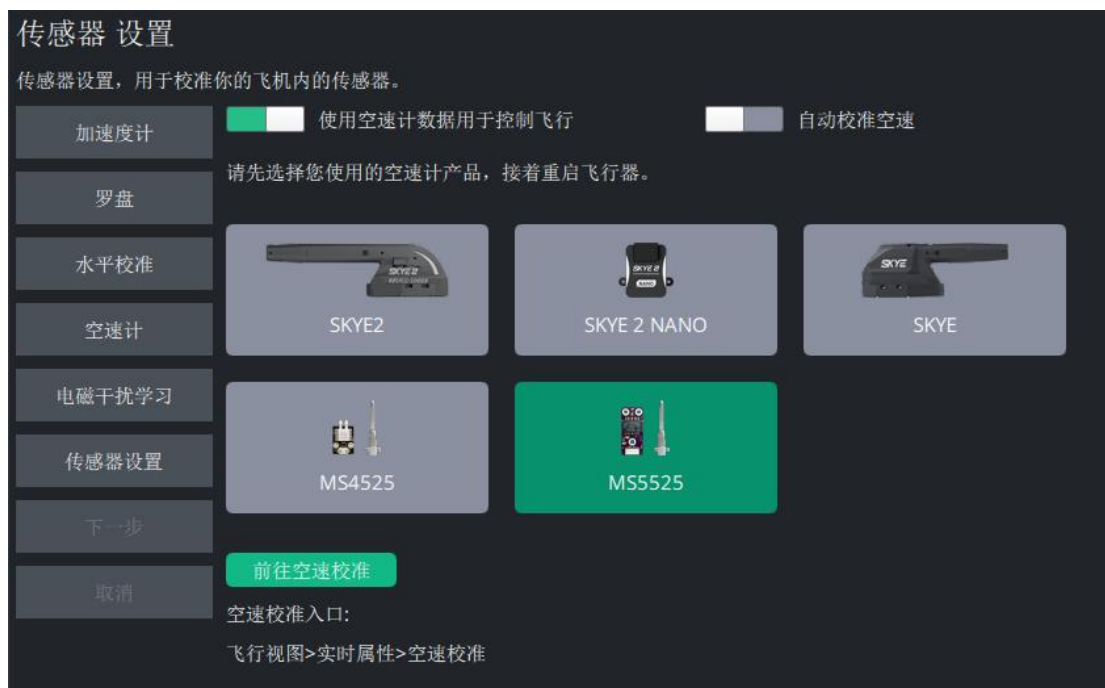 传感器 设置
传感器设置，用于校准你的飞机内的传感器。
加速度计
使用空速计数据用于控制飞行
自动校准空速
罗盘
请先选择您使用的空速计产品，接着重启飞行器。
水平校准
空速计
电磁干扰学习
传感器设置
下一步
取消
SKYE 2
SKYE2
SKYE 2
NANO
SKYE 2 NANO
SKYE
SKYE
MS4525
MS5525
前往空速校准
空速校准入口:
飞行视图>实时属性>空速校准